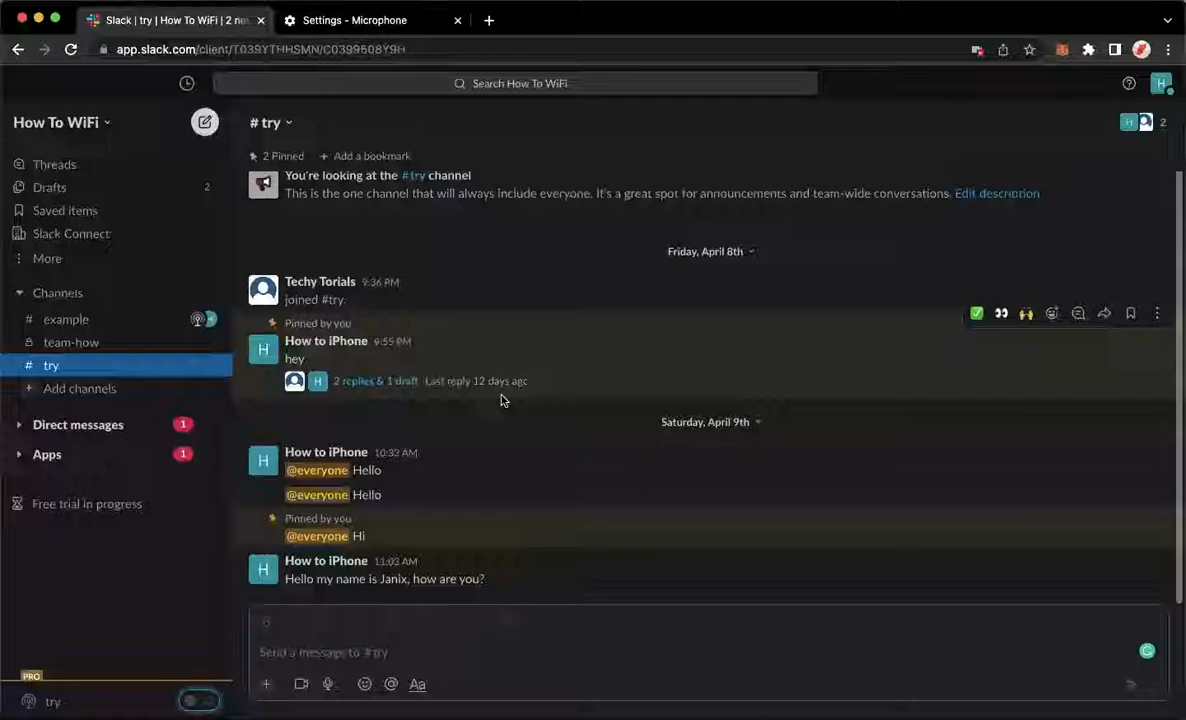 Slack | try | How To WiFi | 2 ne
Settings - Microphone
app.slack.com/client/T039YTHHSMN/C0399508Y9H
Search How To WiFi
H
How To WiFi
# try
H
2
2 Pinned
Add a bookmark
Threads
Drafts
2
Saved items
Slack Connect
More
Channels
example
team-how
# try
+ Add channels
Direct messages
1
Apps
1
Free trial in progress
PRO
try
You're looking at the #try channel
This is the one channel that will always include everyone. It's a great spot for announcements and team-wide conversations. Edit description
Friday, April 8th
Techy Torials 9:36 PM
joined #try.
Pinned by you
H
How to iPhone 9:55 PM
hey
H
2 replies & 1 draft Last reply 12 days ago
Saturday, April 9th
H
How to iPhone 10:32 AM
@everyone Hello
@everyone Hello
Pinned by you
@everyone Hi
H
How to iPhone 11:03 AM
Hello my name is Janix, how are you?
Send a message to #try
Aa